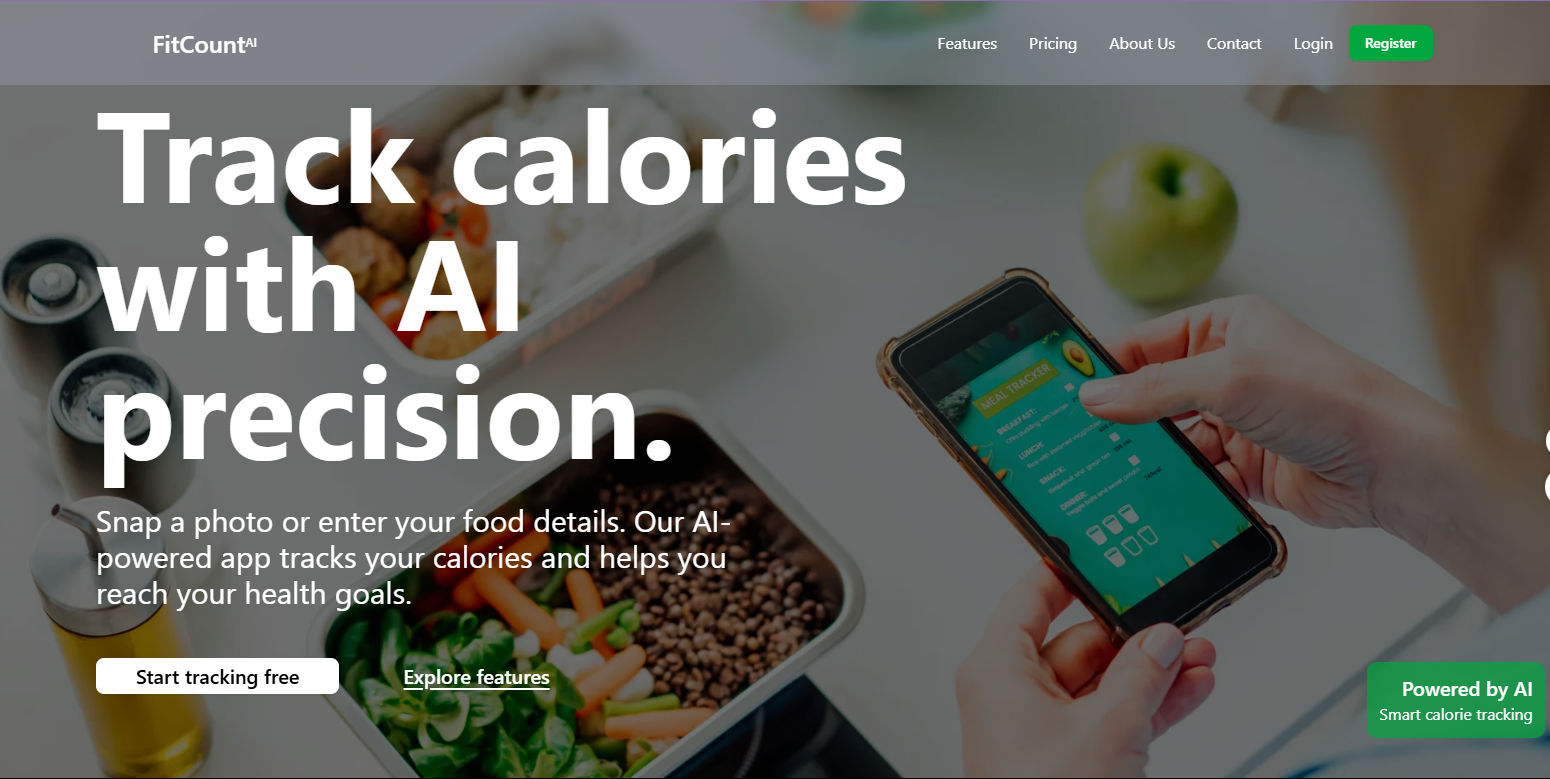 FitCountAI
Features Pricing About Us Contact Login Register
Track calories
with AI
precision.
Snap a photo or enter your food details. Our AI-
powered app tracks your calories and helps you
reach your health goals.
Start tracking free Explore features
MEAL TRACKER
BREAKFAST:
LUNCH:
SNACK:
DINNER:
Powered by AI
Smart calorie tracking